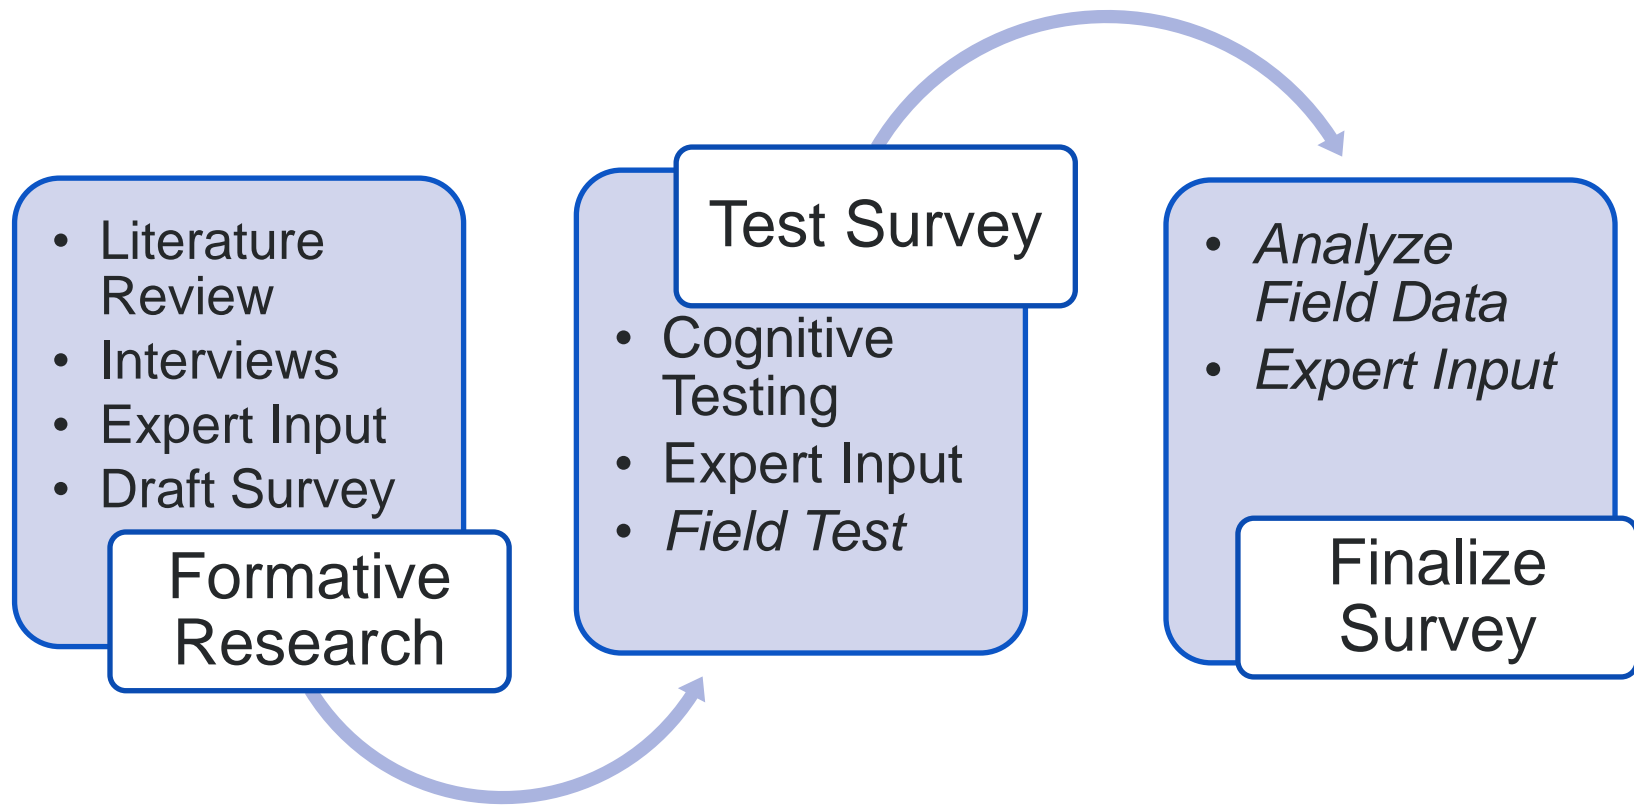 • Literature
Review
• Interviews
• Expert Input
• Draft Survey
Formative
Research
Test Survey
• Cognitive
Testing
• Expert Input
• Field Test
• Analyze
Field Data
• Expert Input
Finalize
Survey